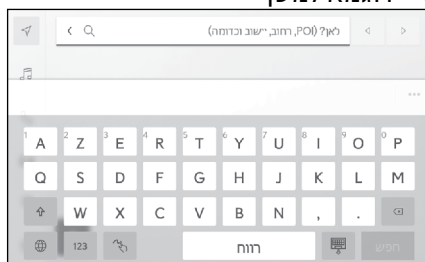 לאן? (POI, רחוב, יישוב וכדומה)
1 A 2 Z 3 E 4 R 5 T 6 Y 7 U 8 I 9 O 0 P
Q S D F G H J K L M
W X C V B N , .
123 רווח חפש